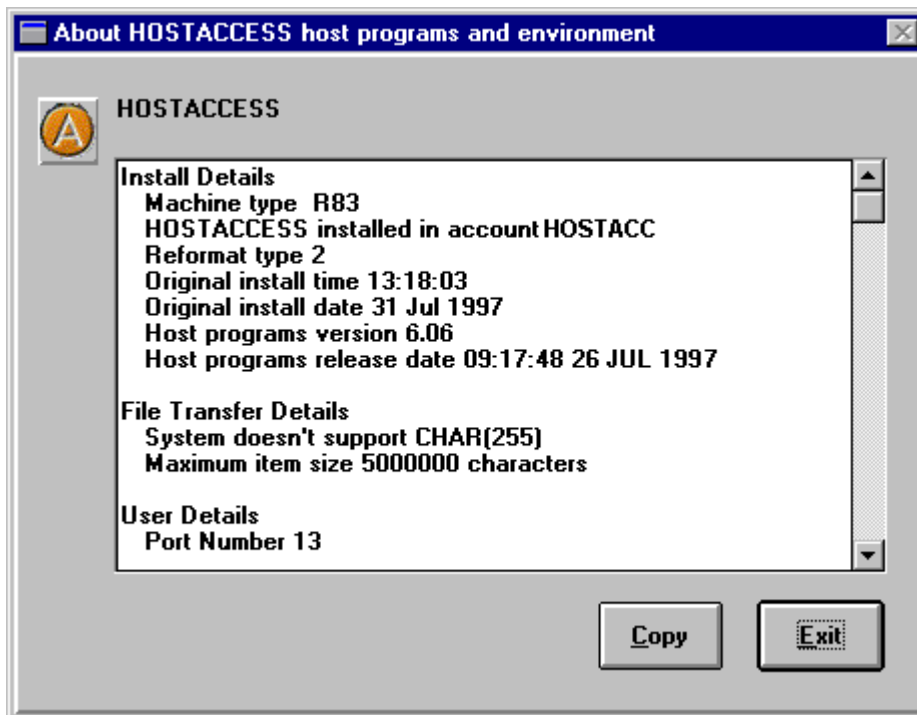 About HOSTACCESS host programs and environment
HOSTACCESS
Install Details
Machine type R83
HOSTACCESS installed in account HOSTACC
Reformat type 2
Original install time 13:18:03
Original install date 31 Jul 1997
Host programs version 6.06
Host programs release date 09:17:48 26 JUL 1997
File Transfer Details
System doesn't support CHAR(255)
Maximum item size 5000000 characters
User Details
Port Number 13
Copy Exit